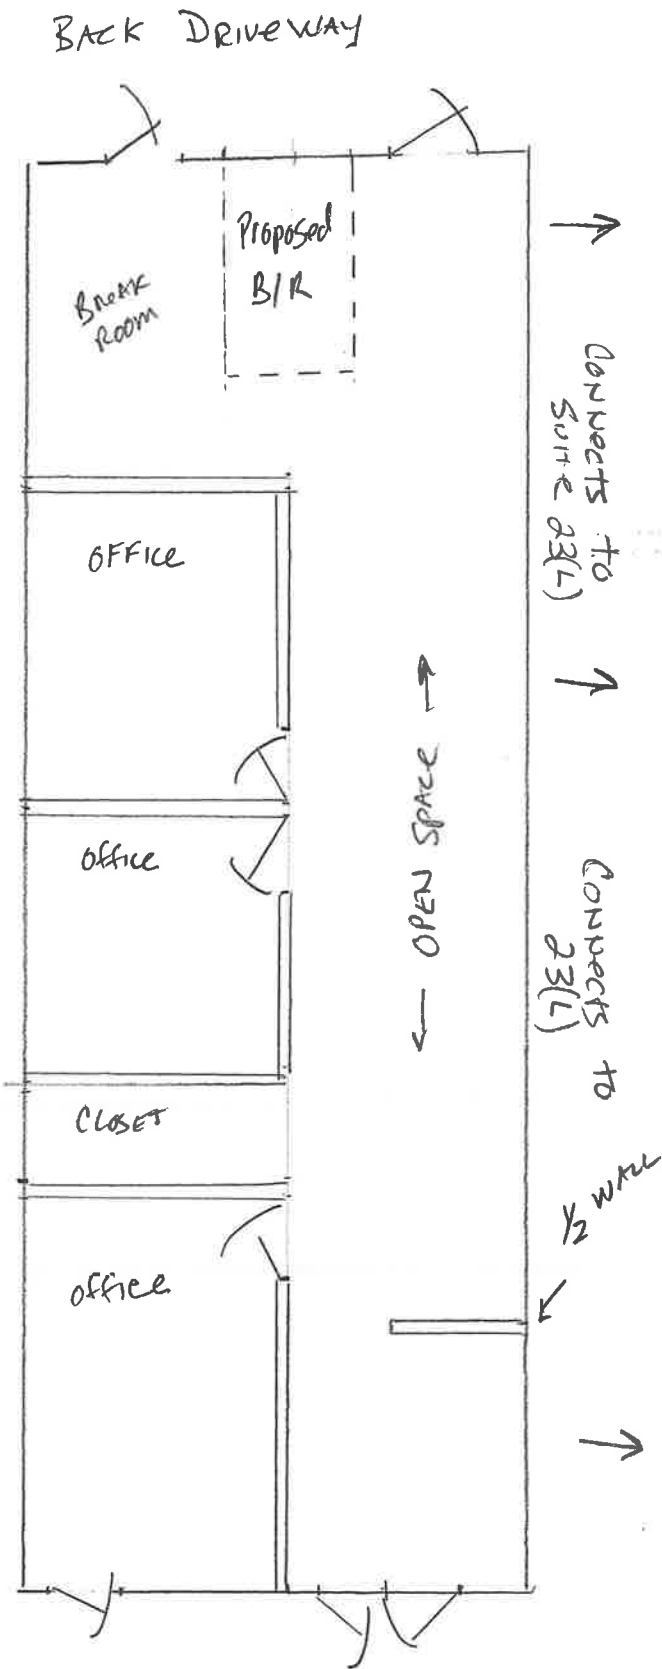 BACK DRIVEWAY
Proposed
B/R
BREAK
ROOM
CONNECTS TO
SUITE 23(L)
OFFICE
OPEN SPACE
office
CONNECTS TO
23(L)
CLOSET
1/2 WALL
office